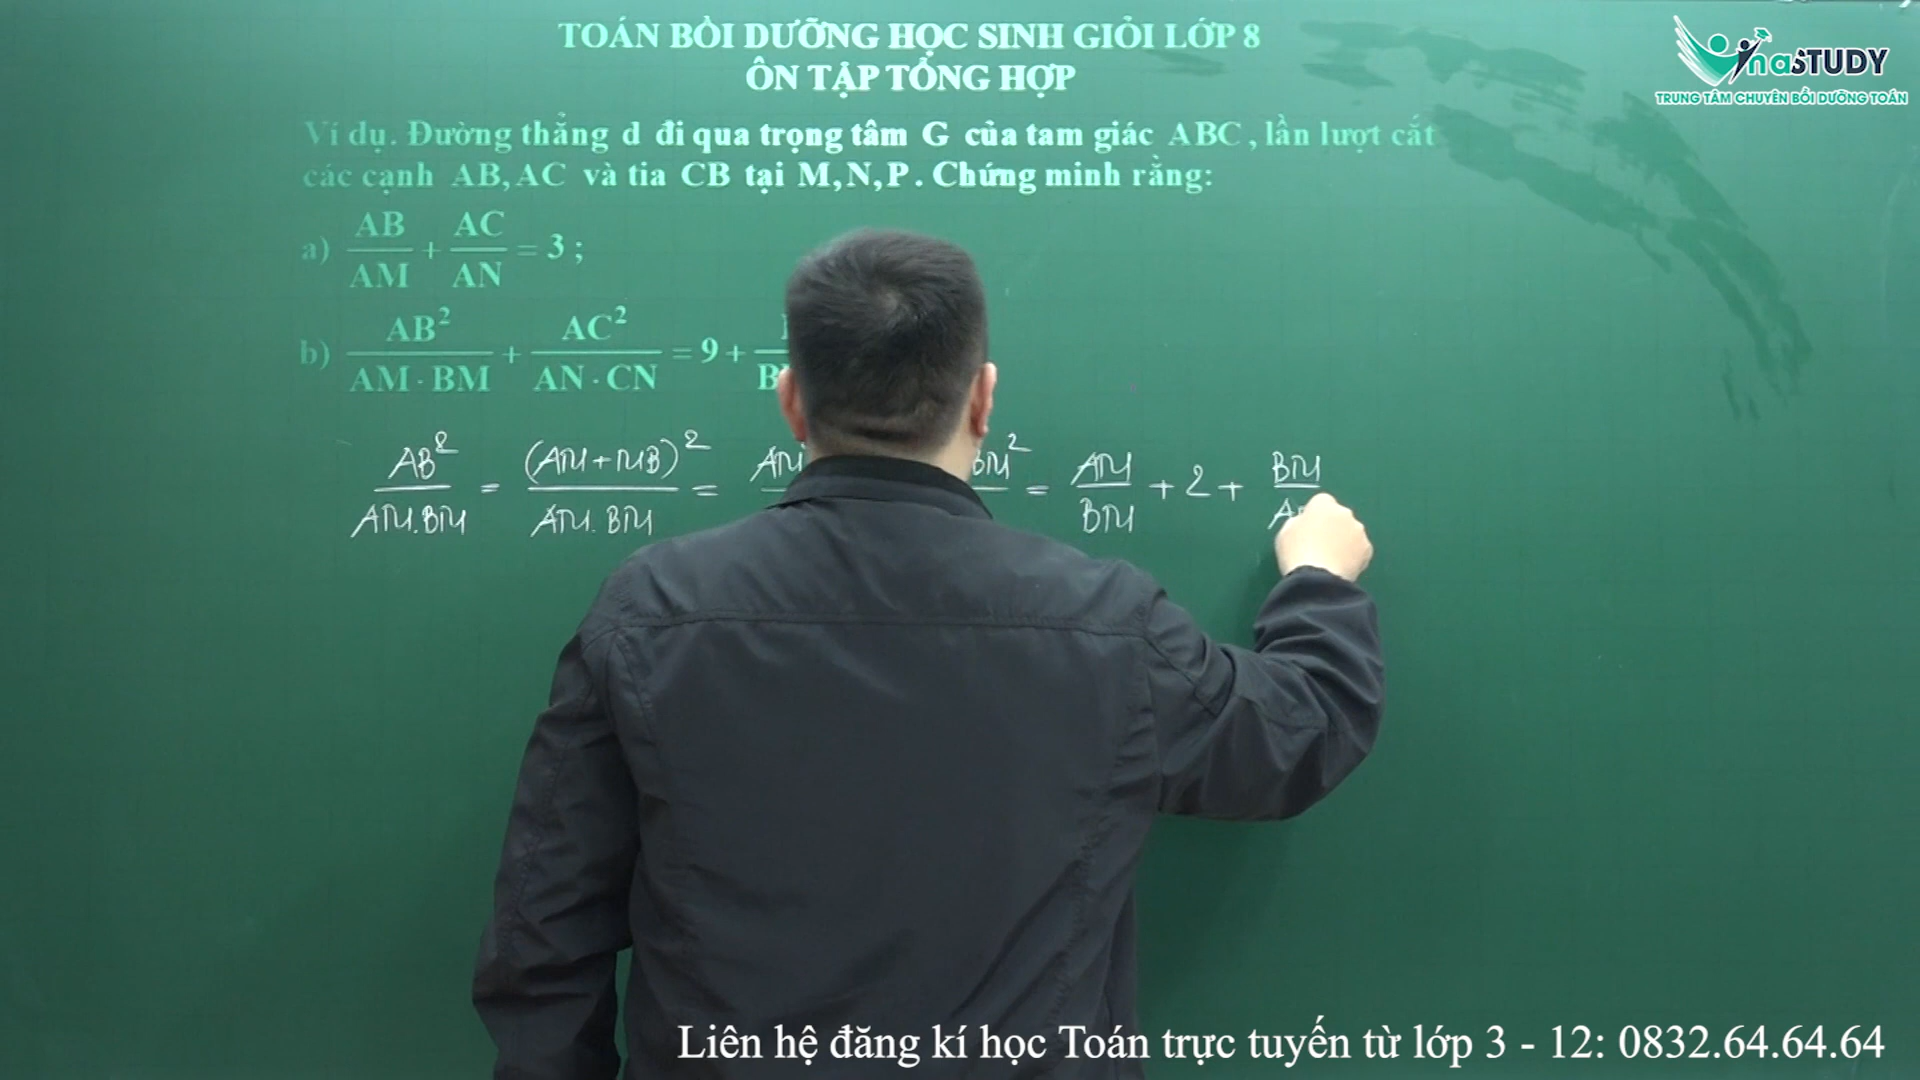 TOÁN BỒI DƯỠNG HỌC SINH GIỎI LỚP 8
ÔN TẬP TỔNG HỢP
STUDY
TRUNG TÂM CHUYÊN BỒI DƯỠNG TOÁN
Ví dụ. Đường thẳng d đi qua trọng tâm G của tam giác ABC, lần lượt cắt
các cạnh AB, AC và tia CB tại M, N, P. Chứng minh rằng:
a) AB/AM + AC/AN = 3;
b) AB²/(AM · BM) + AC²/(AN · CN) = 9 +
AB²/(AM.BM) = (AM+MB)²/(AM.BM) = AM BM² = AM/BM + 2 + BM/
Liên hệ đăng kí học Toán trực tuyến từ lớp 3 - 12: 0832.64.64.64